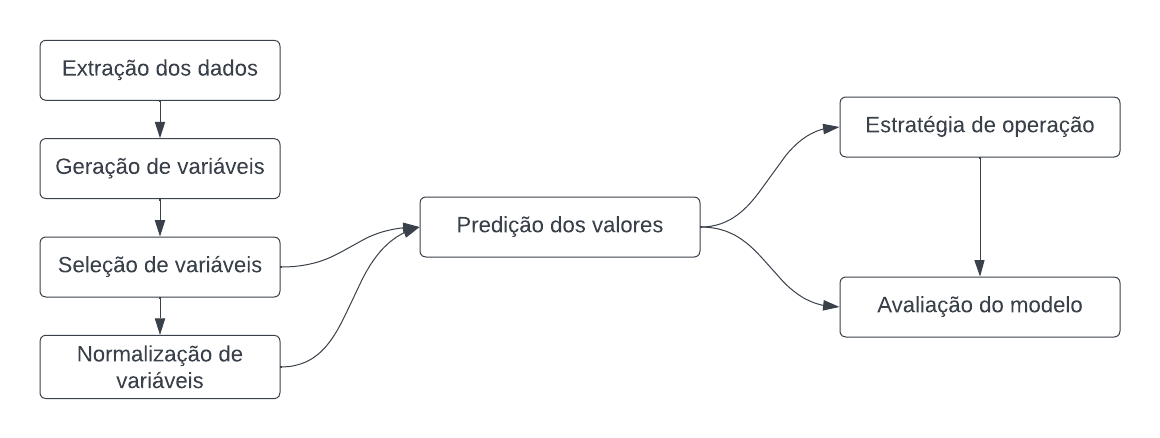 Extração dos dados
Geração de variáveis
Seleção de variáveis
Normalização de
variáveis
Predição dos valores
Estratégia de operação
Avaliação do modelo